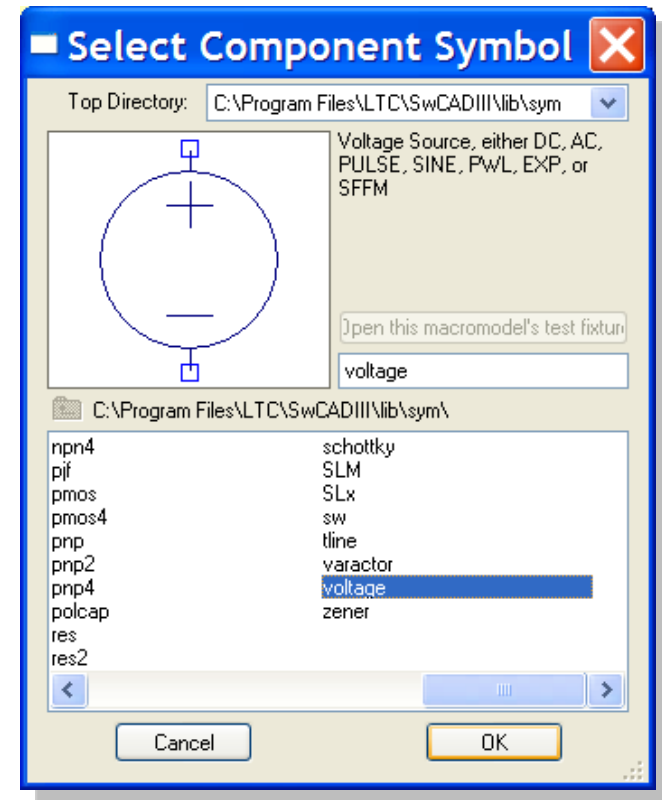 Select Component Symbol
Top Directory: C:\Program Files\LTC\SwCADIII\lib\sym
Voltage Source, either DC, AC,
PULSE, SINE, PWL, EXP, or
SFFM
Open this macromodel's test fixture
voltage
C:\Program Files\LTC\SwCADIII\lib\sym\
npn4
pjf
pmos
pmos4
pnp
pnp2
pnp4
polcap
res
res2
schottky
SLM
SLx
sw
tline
varactor
voltage
zener
Cancel OK